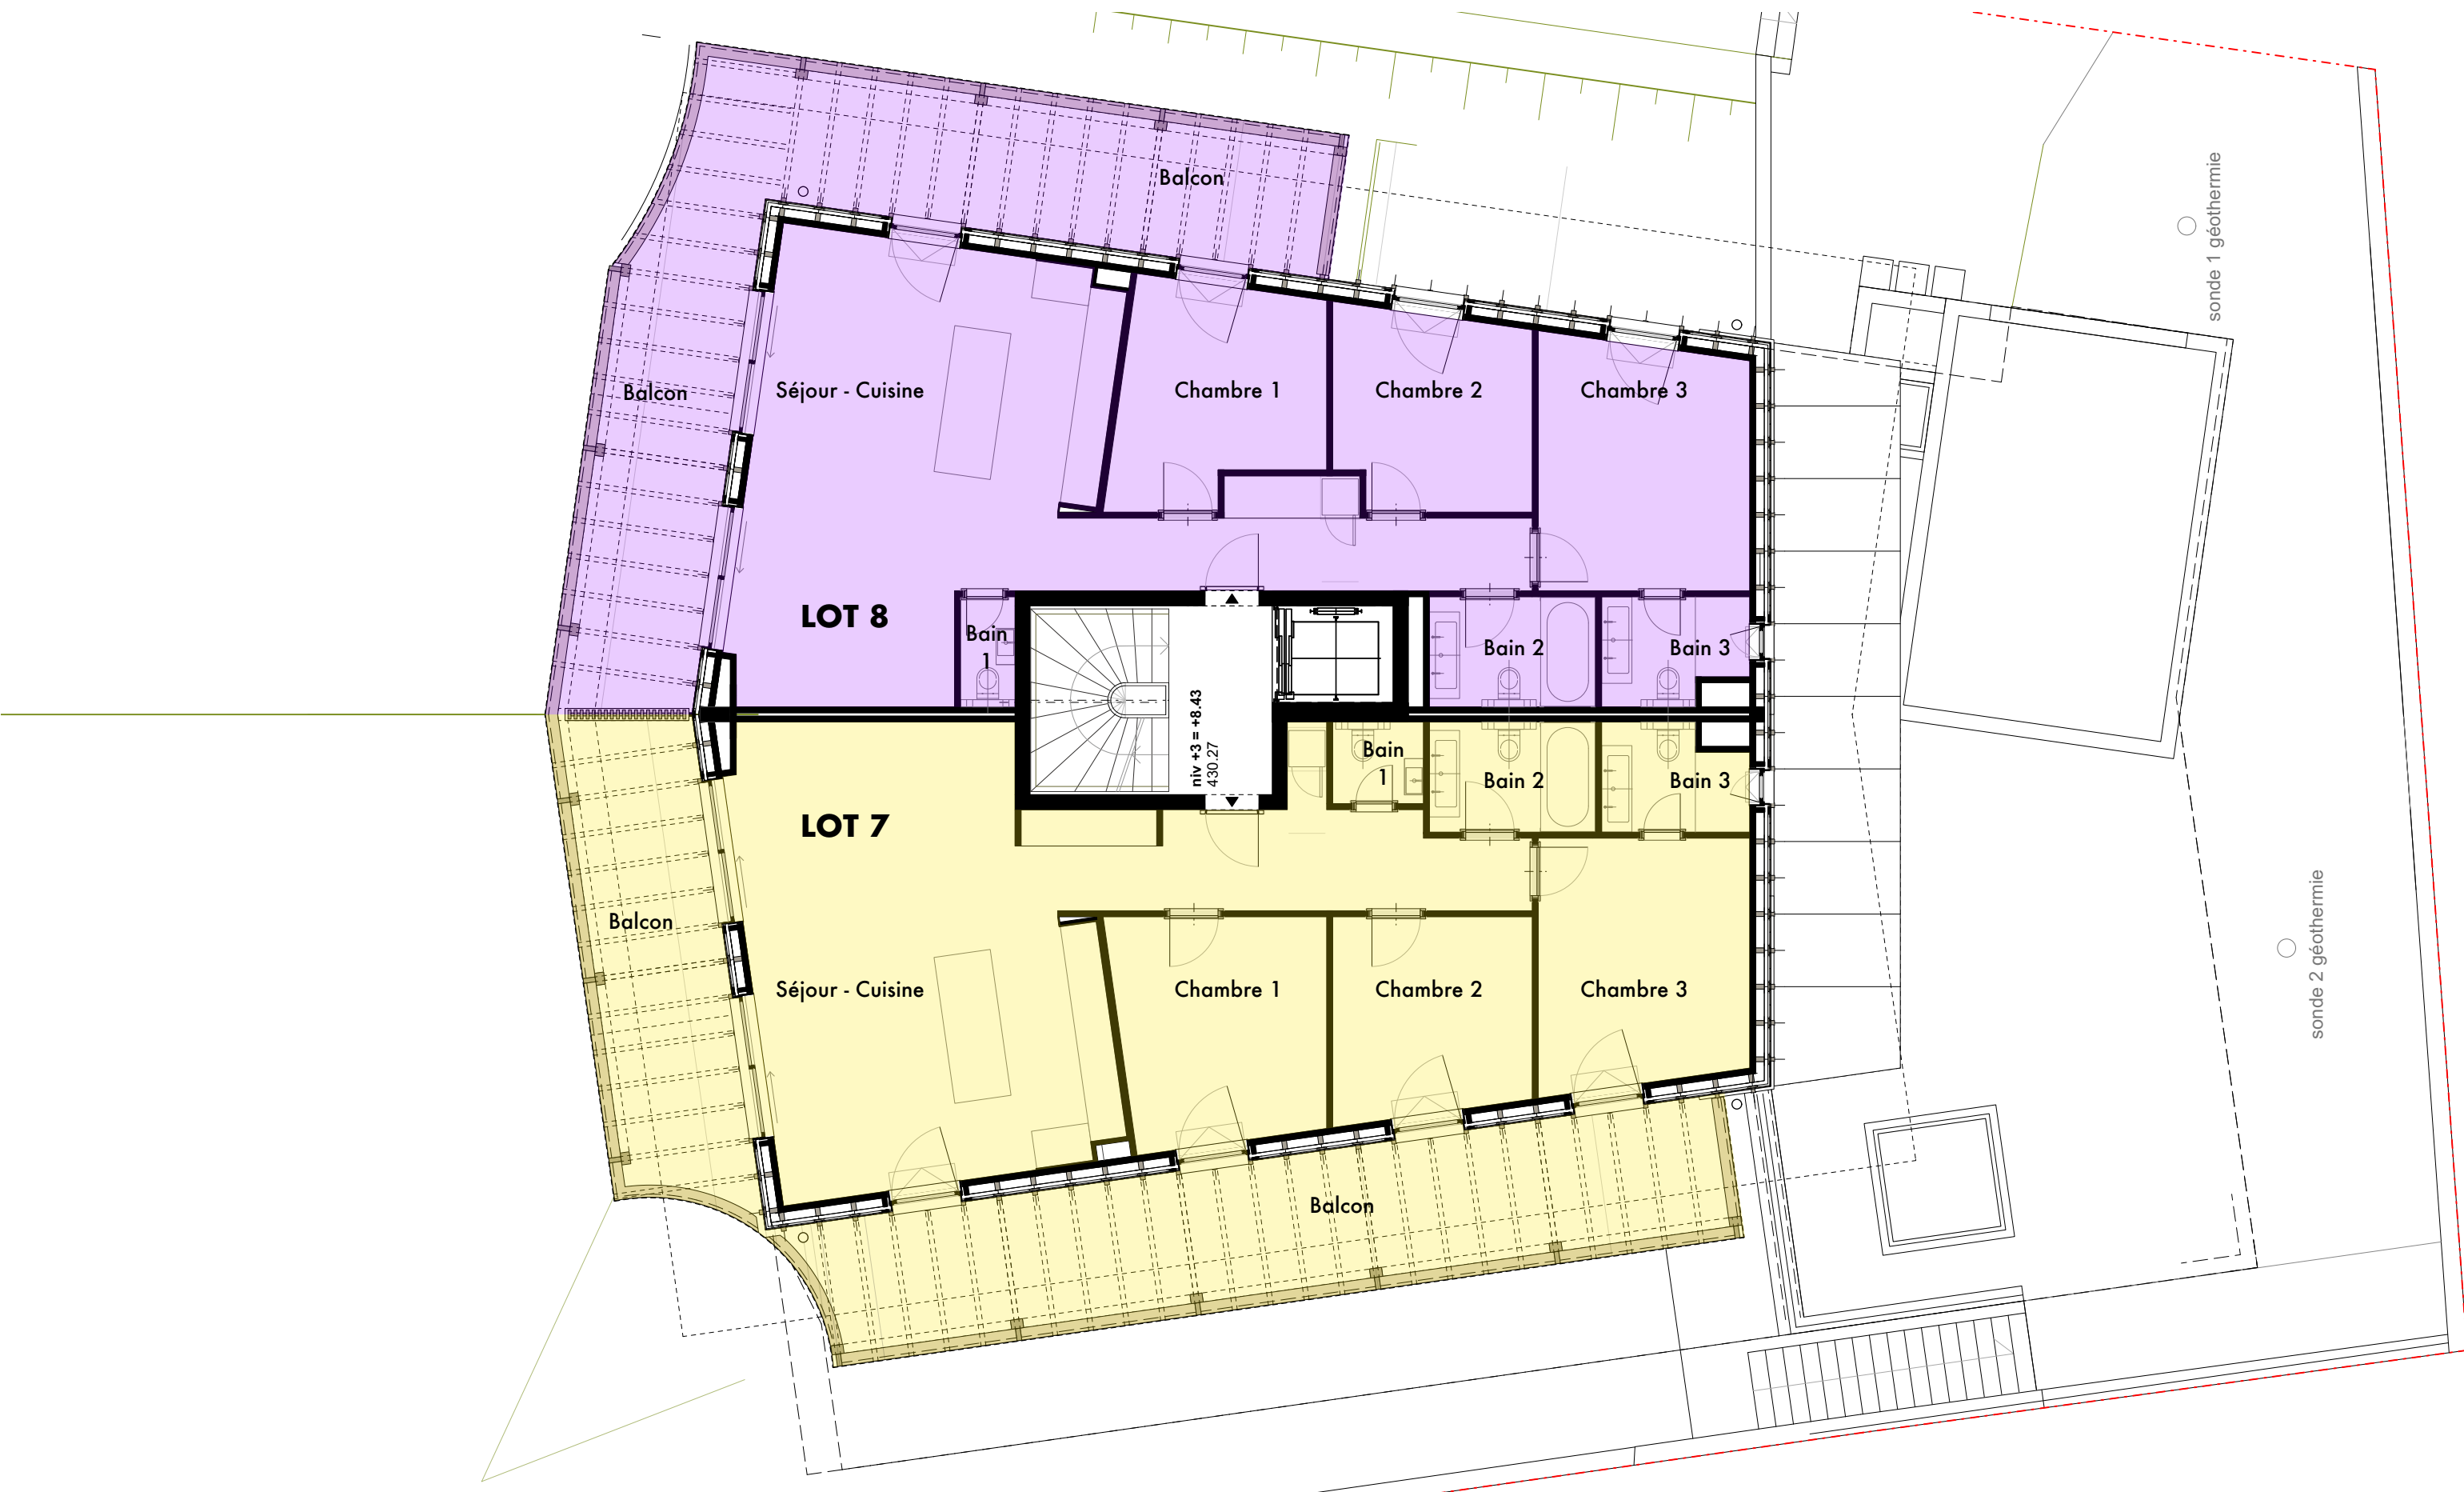 Balcon
sonde 1 géothermie
Balcon
Séjour - Cuisine
Chambre 1
Chambre 2
Chambre 3
LOT 8
Bain
1
Bain 2
Bain 3
niv +3 = +8.43
430.27
Bain
1
Bain 2
Bain 3
LOT 7
Balcon
Séjour - Cuisine
Chambre 1
Chambre 2
Chambre 3
sonde 2 géothermie
Balcon